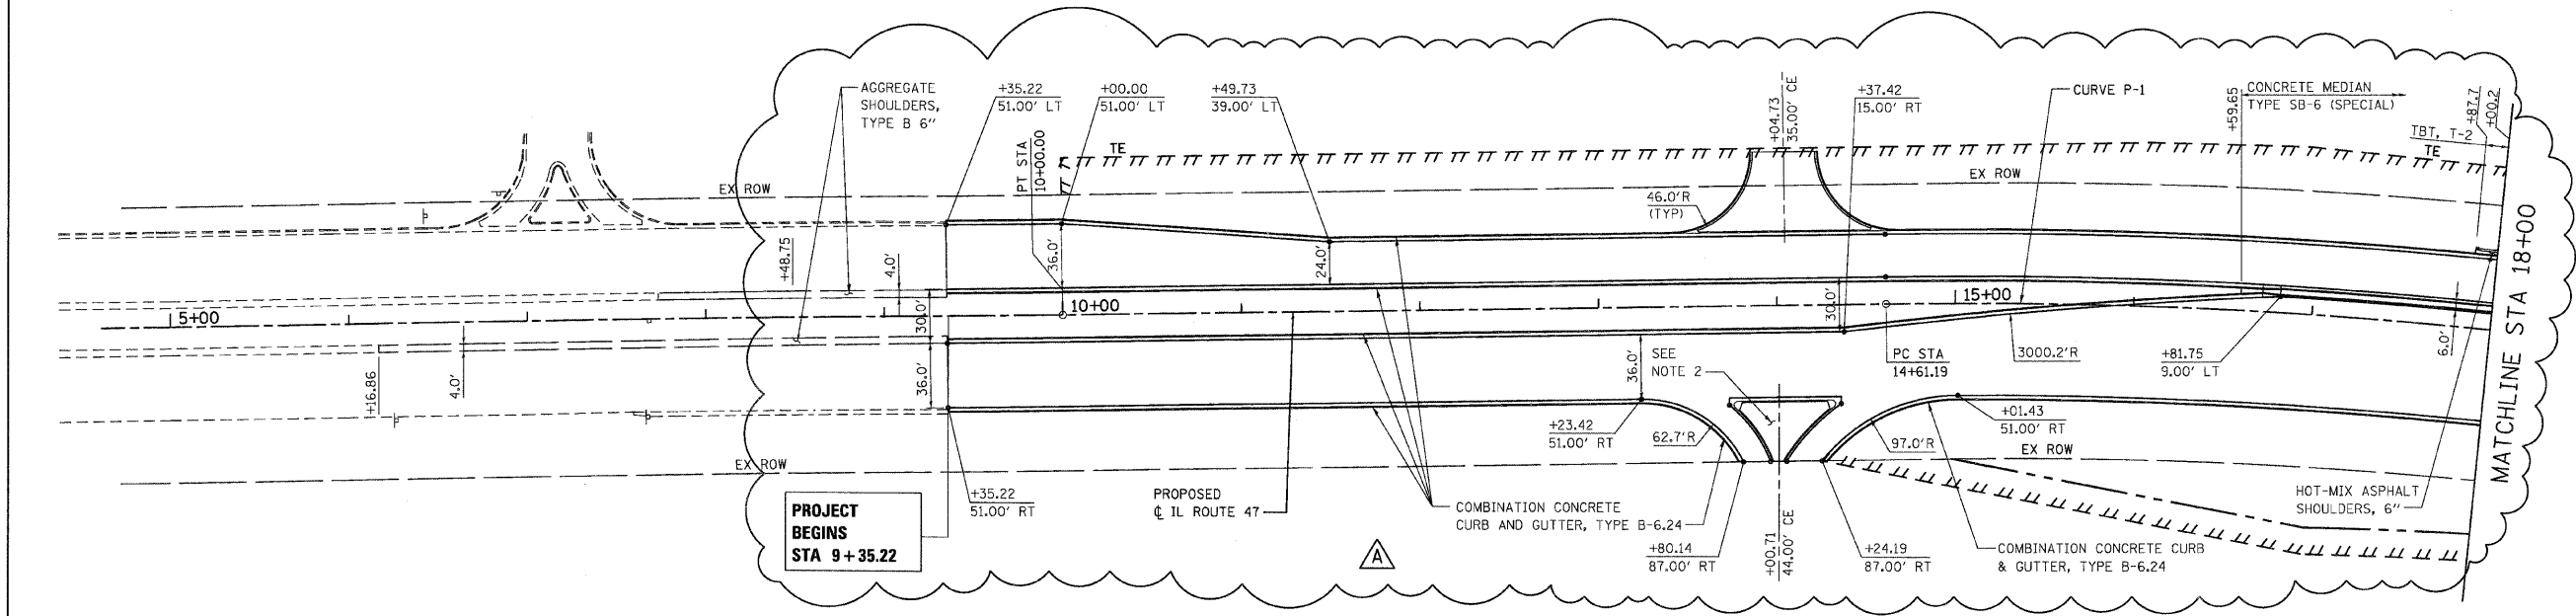 AGGREGATE
SHOULDERS,
TYPE B 6"
+35.22
51.00' LT
+00.00
51.00' LT
+49.73
39.00' LT
+04.73
35.00' CE
+37.42
15.00' RT
CURVE P-1
+59.65
CONCRETE MEDIAN
TYPE SB-6 (SPECIAL)
+87.7
+00.2
TBT, T-2
TE
TE
PT STA
10+00.00
EX ROW
EX ROW
46.0'R
(TYP)
+48.75
4.0'
36.0'
24.0'
5+00
10+00
15+00
30.0'
30.0'
MATCHLINE STA 18+00
+16.86
4.0'
36.0'
36.0'
SEE
NOTE 2
PC STA
14+61.19
3000.2'R
+81.75
9.00' LT
6.0'
+23.42
51.00' RT
62.7'R
97.0'R
+01.43
51.00' RT
EX ROW
EX ROW
PROJECT
BEGINS
STA 9+35.22
+35.22
51.00' RT
PROPOSED
℄ IL ROUTE 47
COMBINATION CONCRETE
CURB AND GUTTER, TYPE B-6.24
A
+80.14
87.00' RT
+00.71
44.00' CE
+24.19
87.00' RT
COMBINATION CONCRETE CURB
& GUTTER, TYPE B-6.24
HOT-MIX ASPHALT
SHOULDERS, 6"